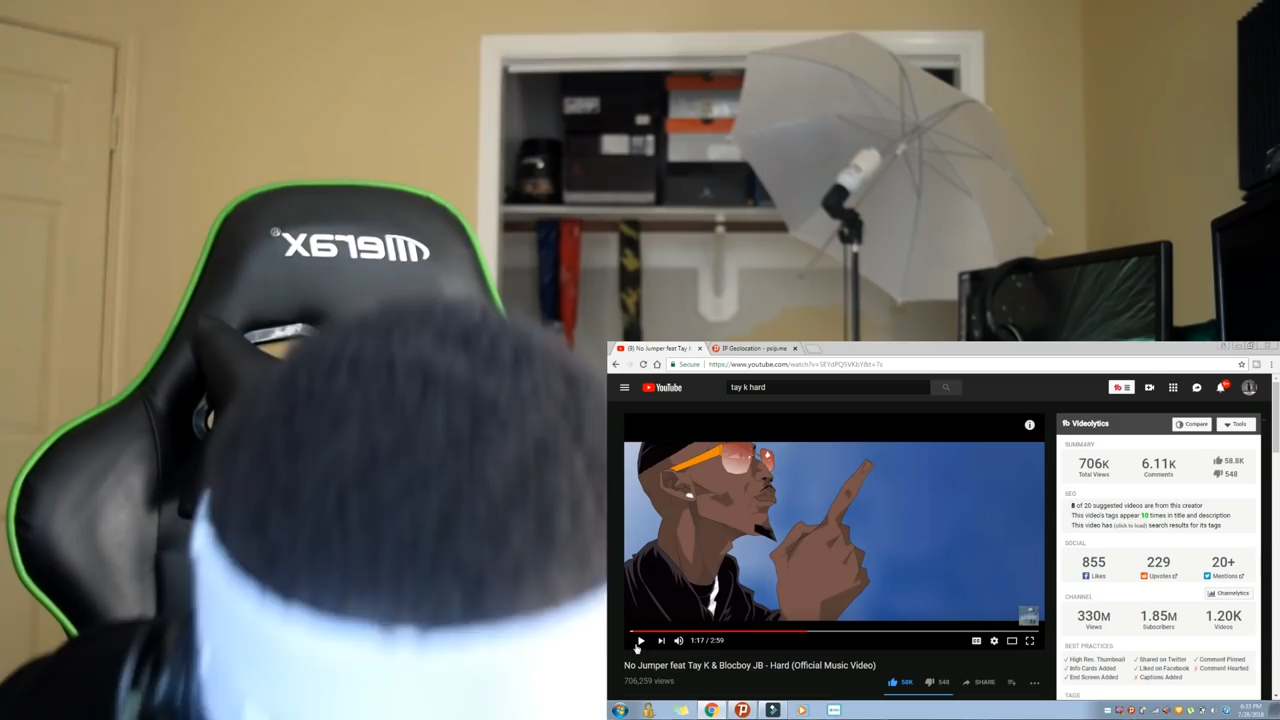 merax®
(9) No Jumper feat Tay K
IP Geolocation - psip.me
Secure
https://www.youtube.com/watch?v=SEYdPQ5VKbY&t=7s
YouTube
tay k hard
1:17 / 2:59
No Jumper feat Tay K & Blocboy JB - Hard (Official Music Video)
706,259 views
58K
548
SHARE
Videolytics
Compare
Tools
SUMMARY
706K
6.11K
58.8K
548
Total Views
Comments
SEO
8 of 20 suggested videos are from this creator
This video's tags appear 10 times in title and description
This video has (click to load) search results for its tags
SOCIAL
855
229
20+
Likes
Upvotes
Mentions
CHANNEL
Channelytics
330M
1.85M
1.20K
Views
Subscribers
Videos
BEST PRACTICES
High Res. Thumbnail
Shared on Twitter
Comment Pinned
Info Cards Added
Liked on Facebook
Comment Hearted
End Screen Added
Captions Added
TAGS
6:33 PM
7/28/2018